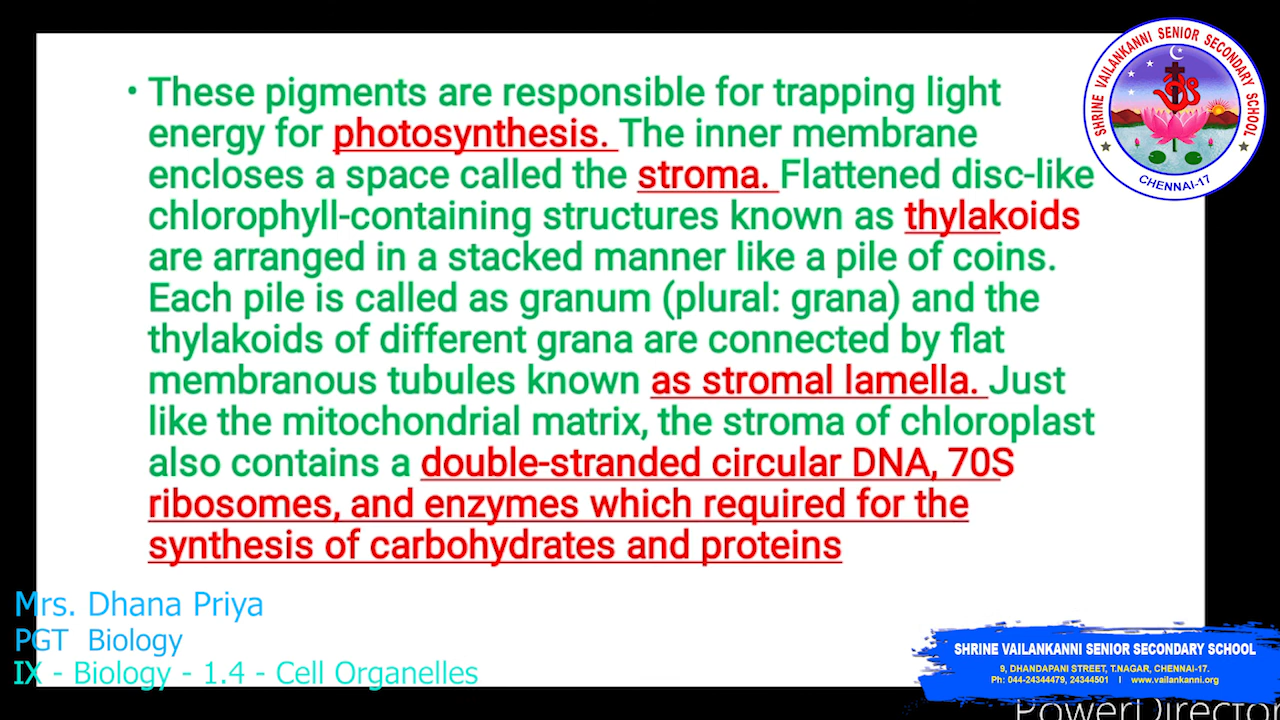 • These pigments are responsible for trapping light
energy for photosynthesis. The inner membrane
encloses a space called the stroma. Flattened disc-like
chlorophyll-containing structures known as thylakoids
are arranged in a stacked manner like a pile of coins.
Each pile is called as granum (plural: grana) and the
thylakoids of different grana are connected by flat
membranous tubules known as stromal lamella. Just
like the mitochondrial matrix, the stroma of chloroplast
also contains a double-stranded circular DNA, 70S
ribosomes, and enzymes which required for the
synthesis of carbohydrates and proteins
SHRINE VAILANKANNI SENIOR SECONDARY SCHOOL
CHENNAI-17
Mrs. Dhana Priya
PGT Biology
IX - Biology - 1.4 - Cell Organelles
SHRINE VAILANKANNI SENIOR SECONDARY SCHOOL
9, DHANDAPANI STREET, T.NAGAR, CHENNAI-17.
Ph: 044-24344479, 24344501 I www.vailankanni.org
PowerDirector